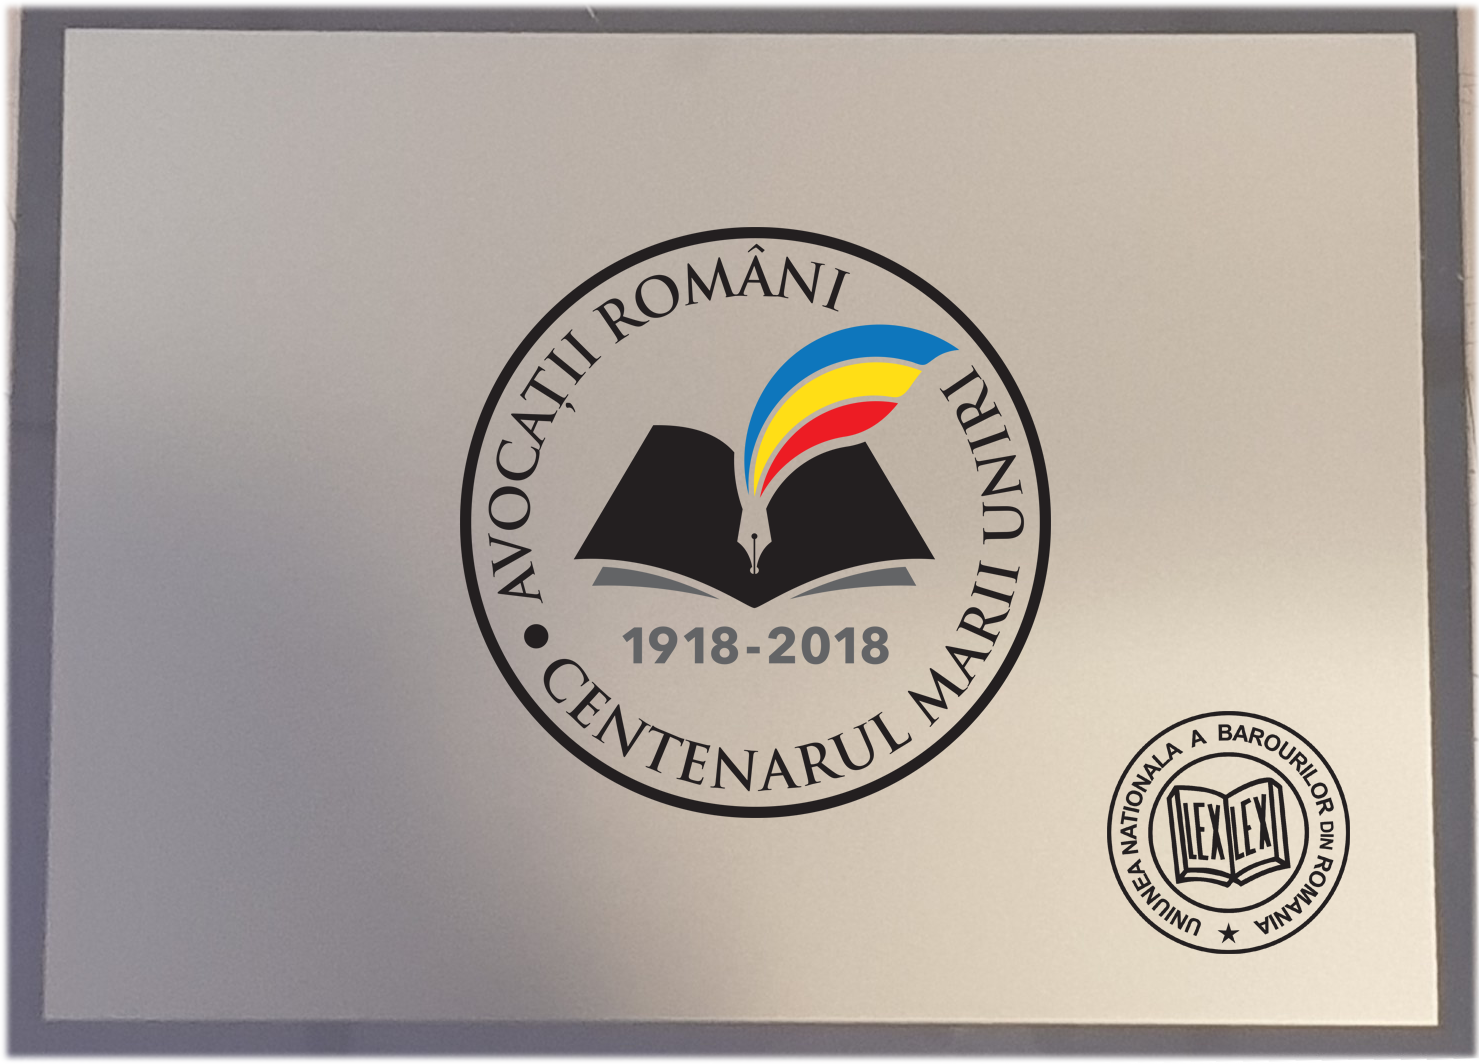 AVOCAȚII ROMÂNI
• CENTENARUL MARII UNIRI
1918-2018
UNIUNEA NATIONALA A BAROURILOR DIN ROMANIA ★
LEX LEX